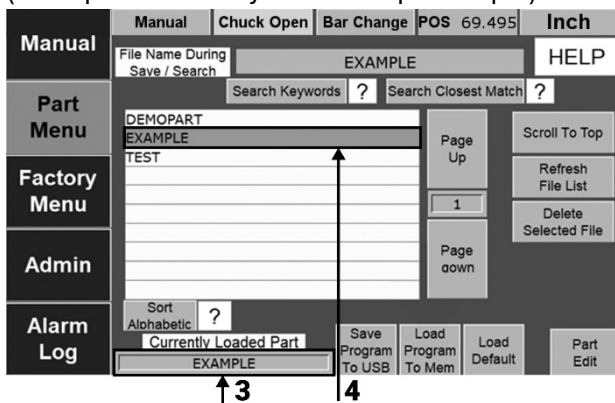 Manual Chuck Open Bar Change POS 69.495 Inch
Manual
File Name During
Save / Search
EXAMPLE
HELP
Search Keywords ? Search Closest Match ?
Part
Menu
DEMOPART
EXAMPLE
TEST
Page
Up
1
Page
down
Scroll To Top
Refresh
File List
Delete
Selected File
Factory
Menu
Admin
Sort
Alphabetic
?
Alarm
Log
Currently Loaded Part
EXAMPLE
Save
Program
To USB
Load
Program
To Mem
Load
Default
Part
Edit
3 4